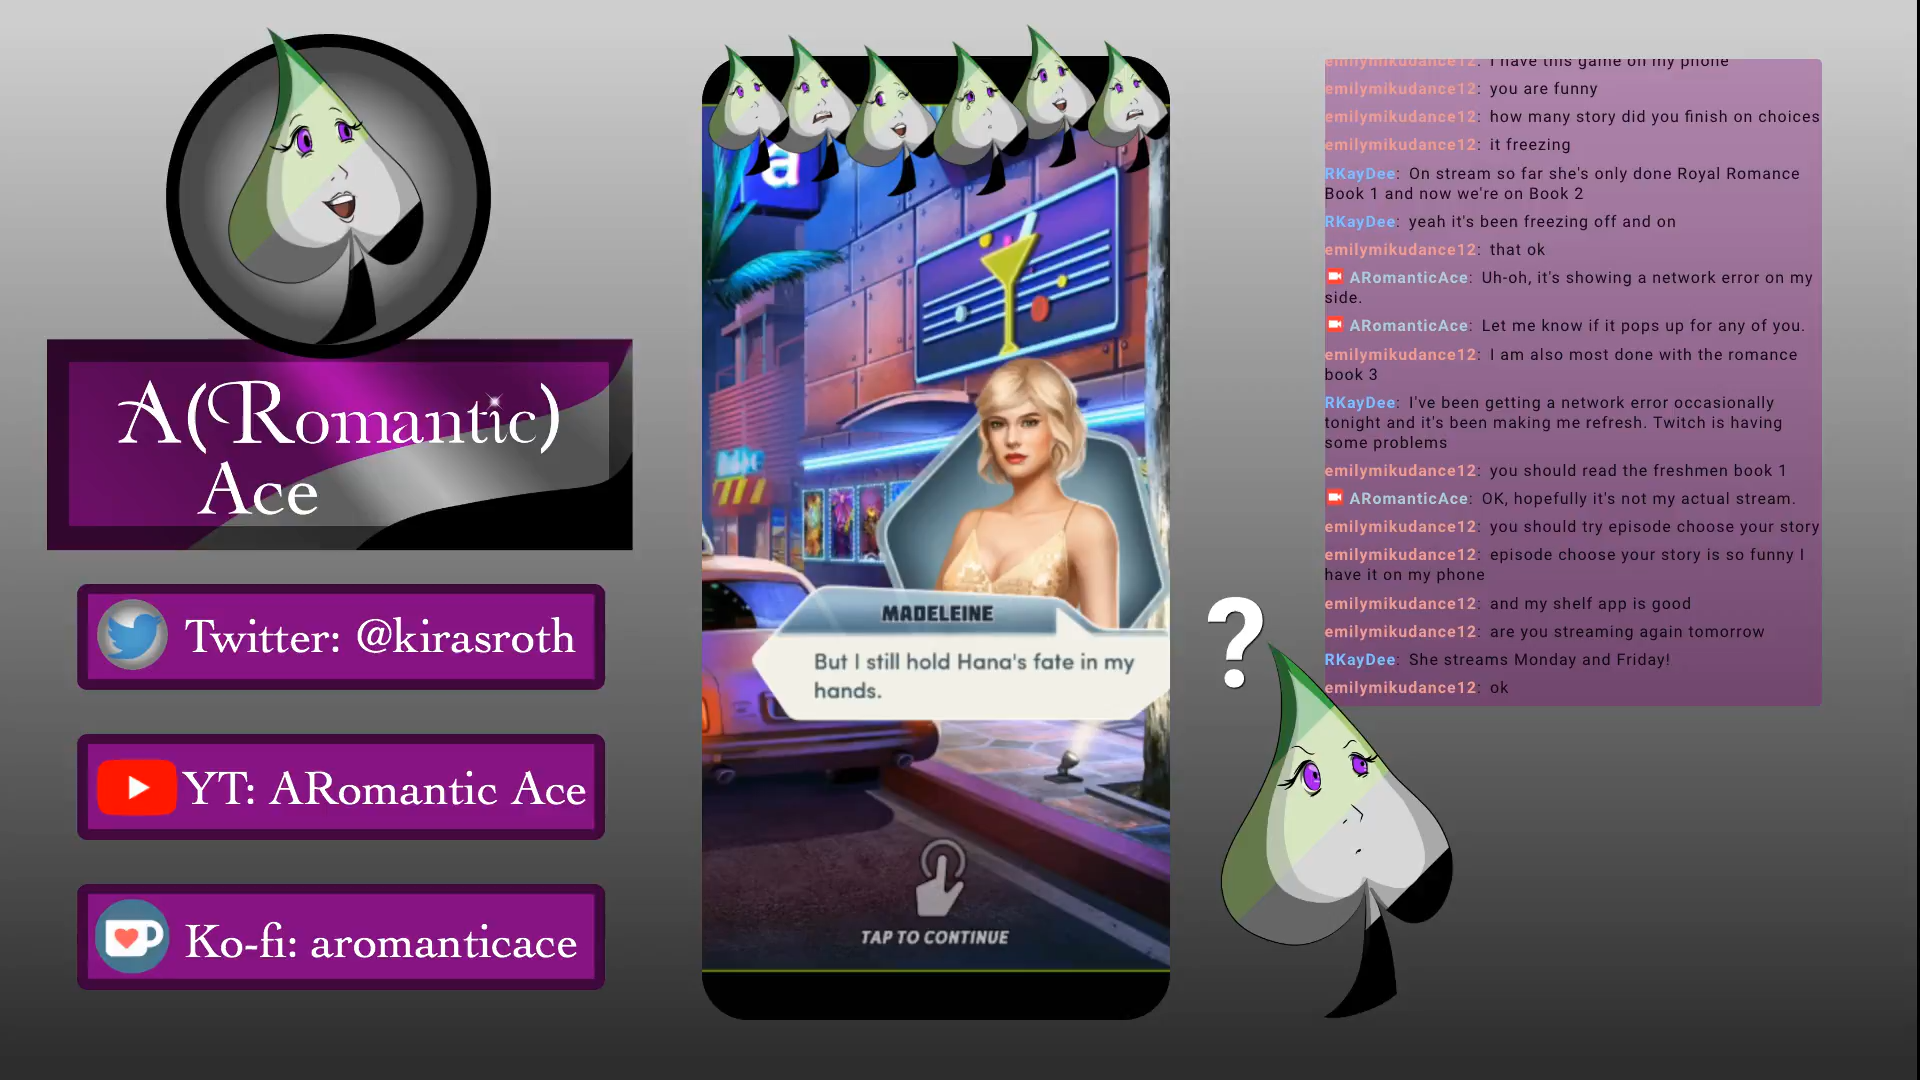 A(Romantic)
Ace
Twitter: @kirasroth
YT: ARomantic Ace
Ko-fi: aromanticace
a
MADELEINE
But I still hold Hana's fate in my
hands.
TAP TO CONTINUE
?
emilymikudance12: I have this game on my phone
emilymikudance12: you are funny
emilymikudance12: how many story did you finish on choices
emilymikudance12: it freezing
RKayDee: On stream so far she's only done Royal Romance
Book 1 and now we're on Book 2
RKayDee: yeah it's been freezing off and on
emilymikudance12: that ok
ARomanticAce: Uh-oh, it's showing a network error on my
side.
ARomanticAce: Let me know if it pops up for any of you.
emilymikudance12: I am also most done with the romance
book 3
RKayDee: I've been getting a network error occasionally
tonight and it's been making me refresh. Twitch is having
some problems
emilymikudance12: you should read the freshmen book 1
ARomanticAce: OK, hopefully it's not my actual stream.
emilymikudance12: you should try episode choose your story
emilymikudance12: episode choose your story is so funny I
have it on my phone
emilymikudance12: and my shelf app is good
emilymikudance12: are you streaming again tomorrow
RKayDee: She streams Monday and Friday!
emilymikudance12: ok